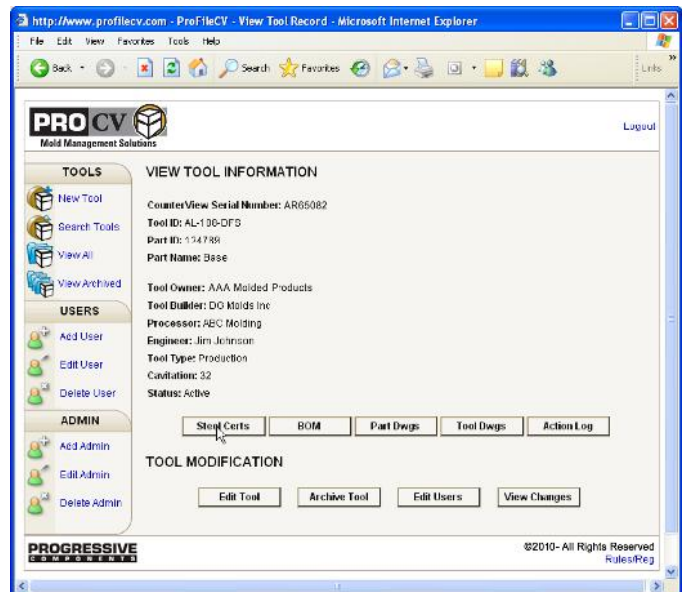 http://www.profilecv.com - ProFileCV - View Tool Record - Microsoft Internet Explorer
File Edit View Favorites Tools Help
Back Search Favorites Links
PRO CV
Mold Management Solutions
Logout
TOOLS
New Tool
Search Tools
View All
View Archived
USERS
Add User
Edit User
Delete User
ADMIN
Add Admin
Edit Admin
Delete Admin
VIEW TOOL INFORMATION
CounterView Serial Number: AR65082
Tool ID: AL-186-DFS
Part ID: 124789
Part Name: Base
Tool Owner: AAA Molded Products
Tool Builder: DG Molds Inc
Processor: ABC Molding
Engineer: Jim Johnson
Tool Type: Production
Cavitation: 32
Status: Active
Steel Certs BOM Part Dwgs Tool Dwgs Action Log
TOOL MODIFICATION
Edit Tool Archive Tool Edit Users View Changes
PROGRESSIVE
COMPONENTS
©2010- All Rights Reserved
Rules/Reg